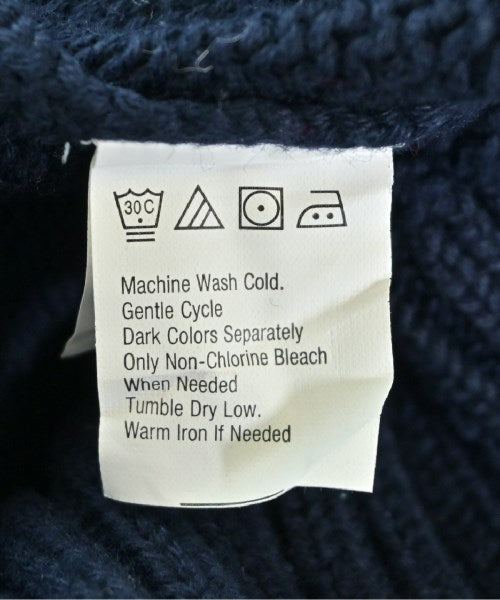 30C
Machine Wash Cold.
Gentle Cycle
Dark Colors Separately
Only Non-Chlorine Bleach
When Needed
Tumble Dry Low.
Warm Iron If Needed